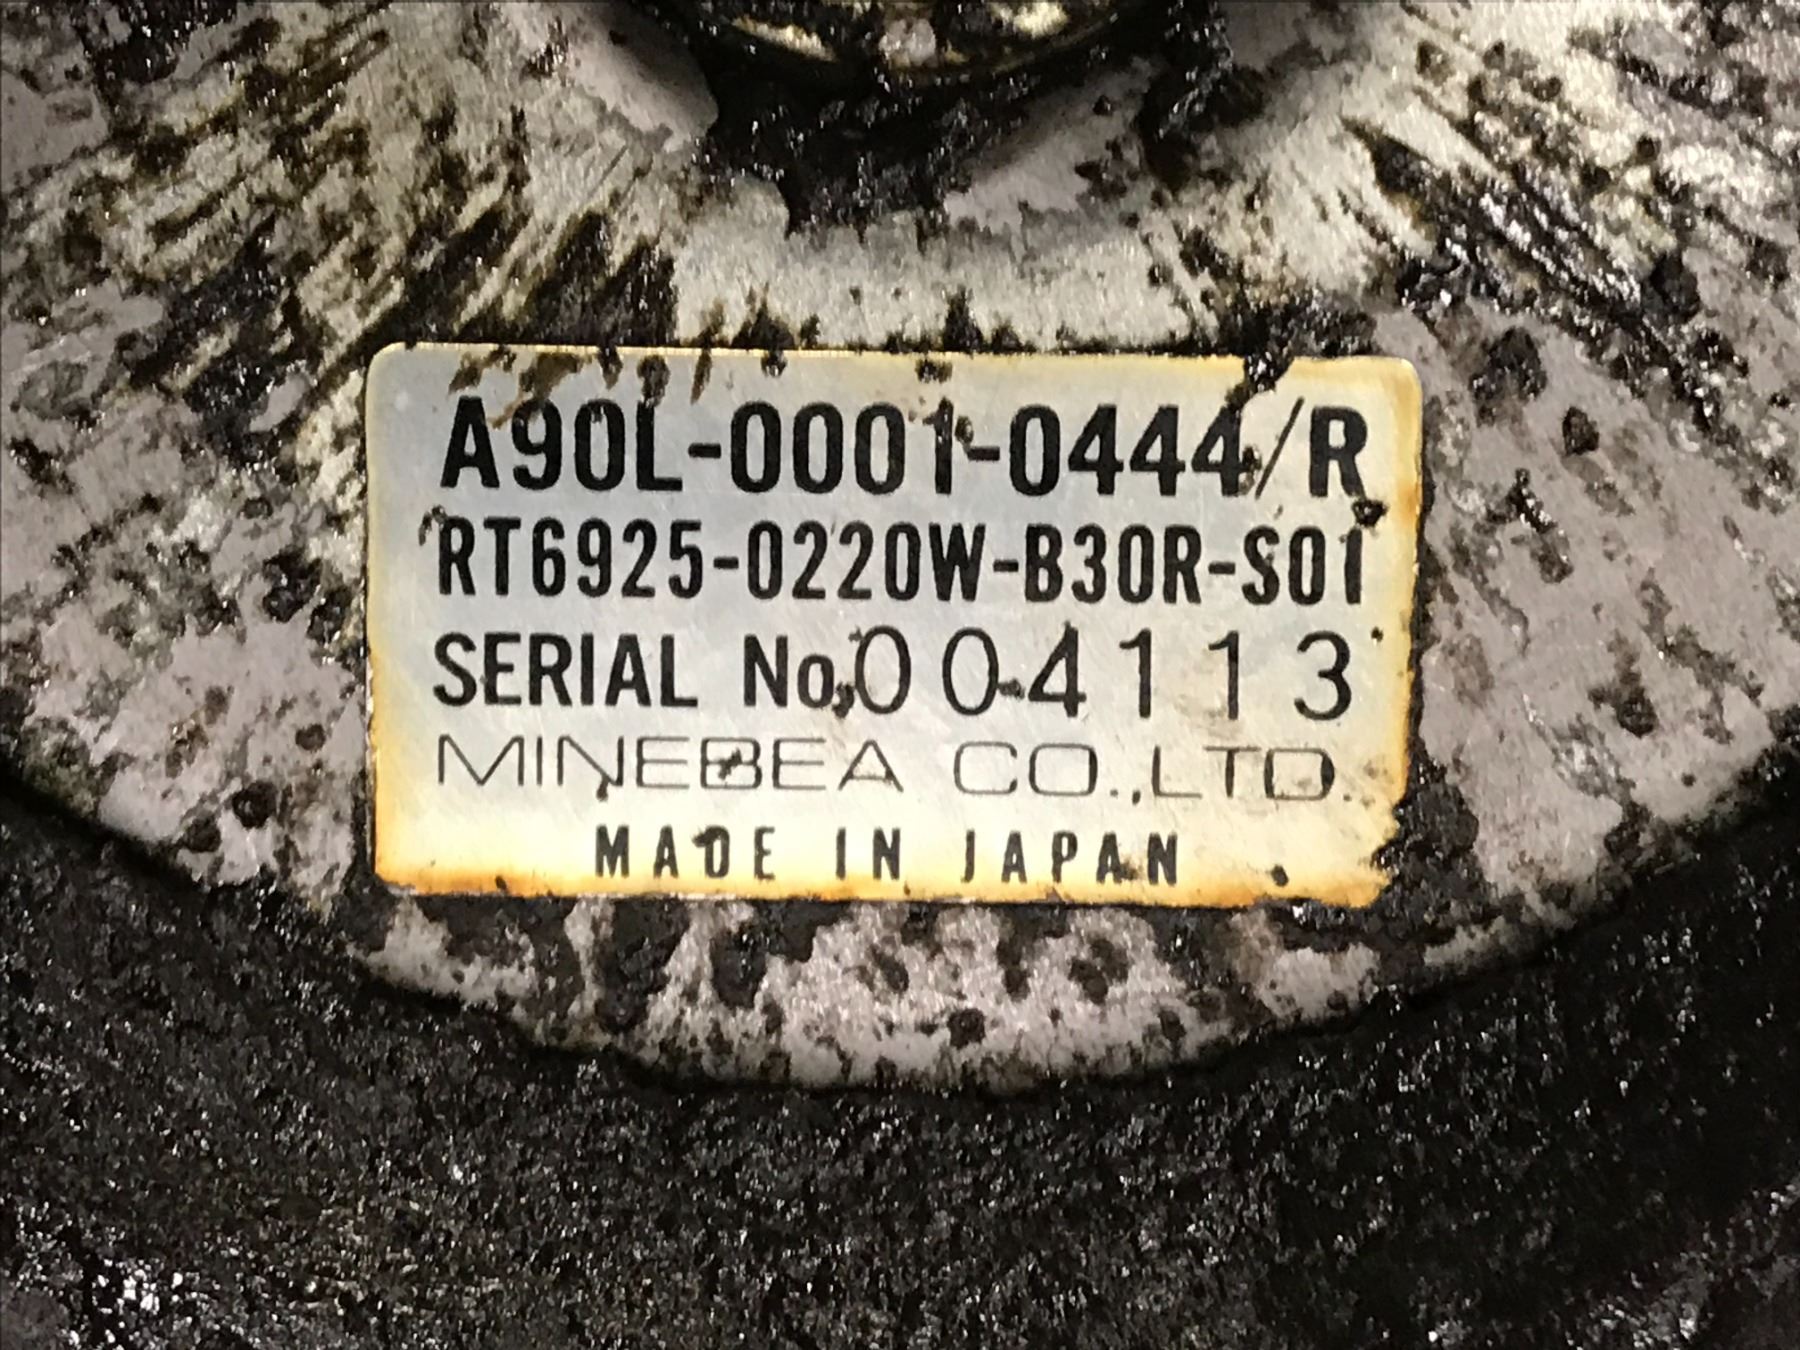 A90L-0001-0444/R
RT6925-0220W-B30R-S01
SERIAL No. 004113
MINEBEA CO.,LTD.
MADE IN JAPAN